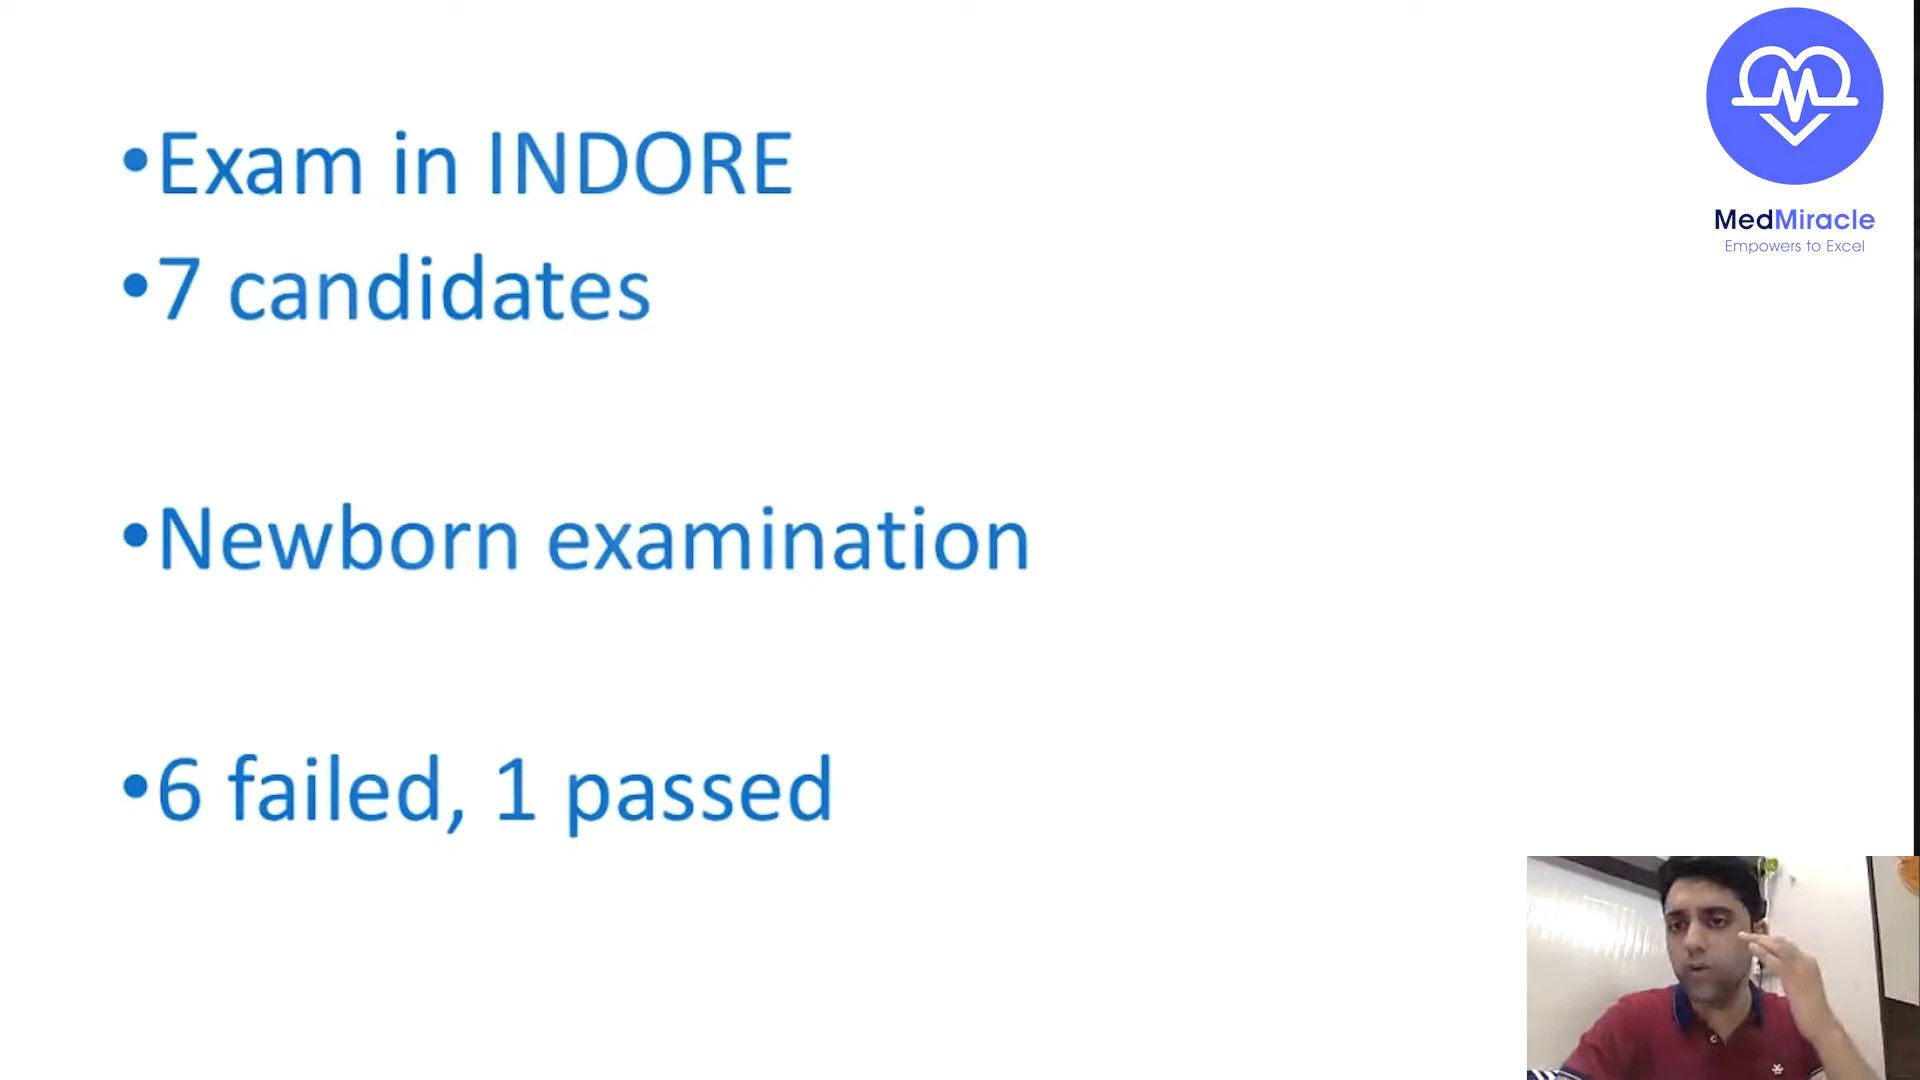 •Exam in INDORE
•7 candidates
•Newborn examination
•6 failed, 1 passed
MedMiracle
Empowers to Excel